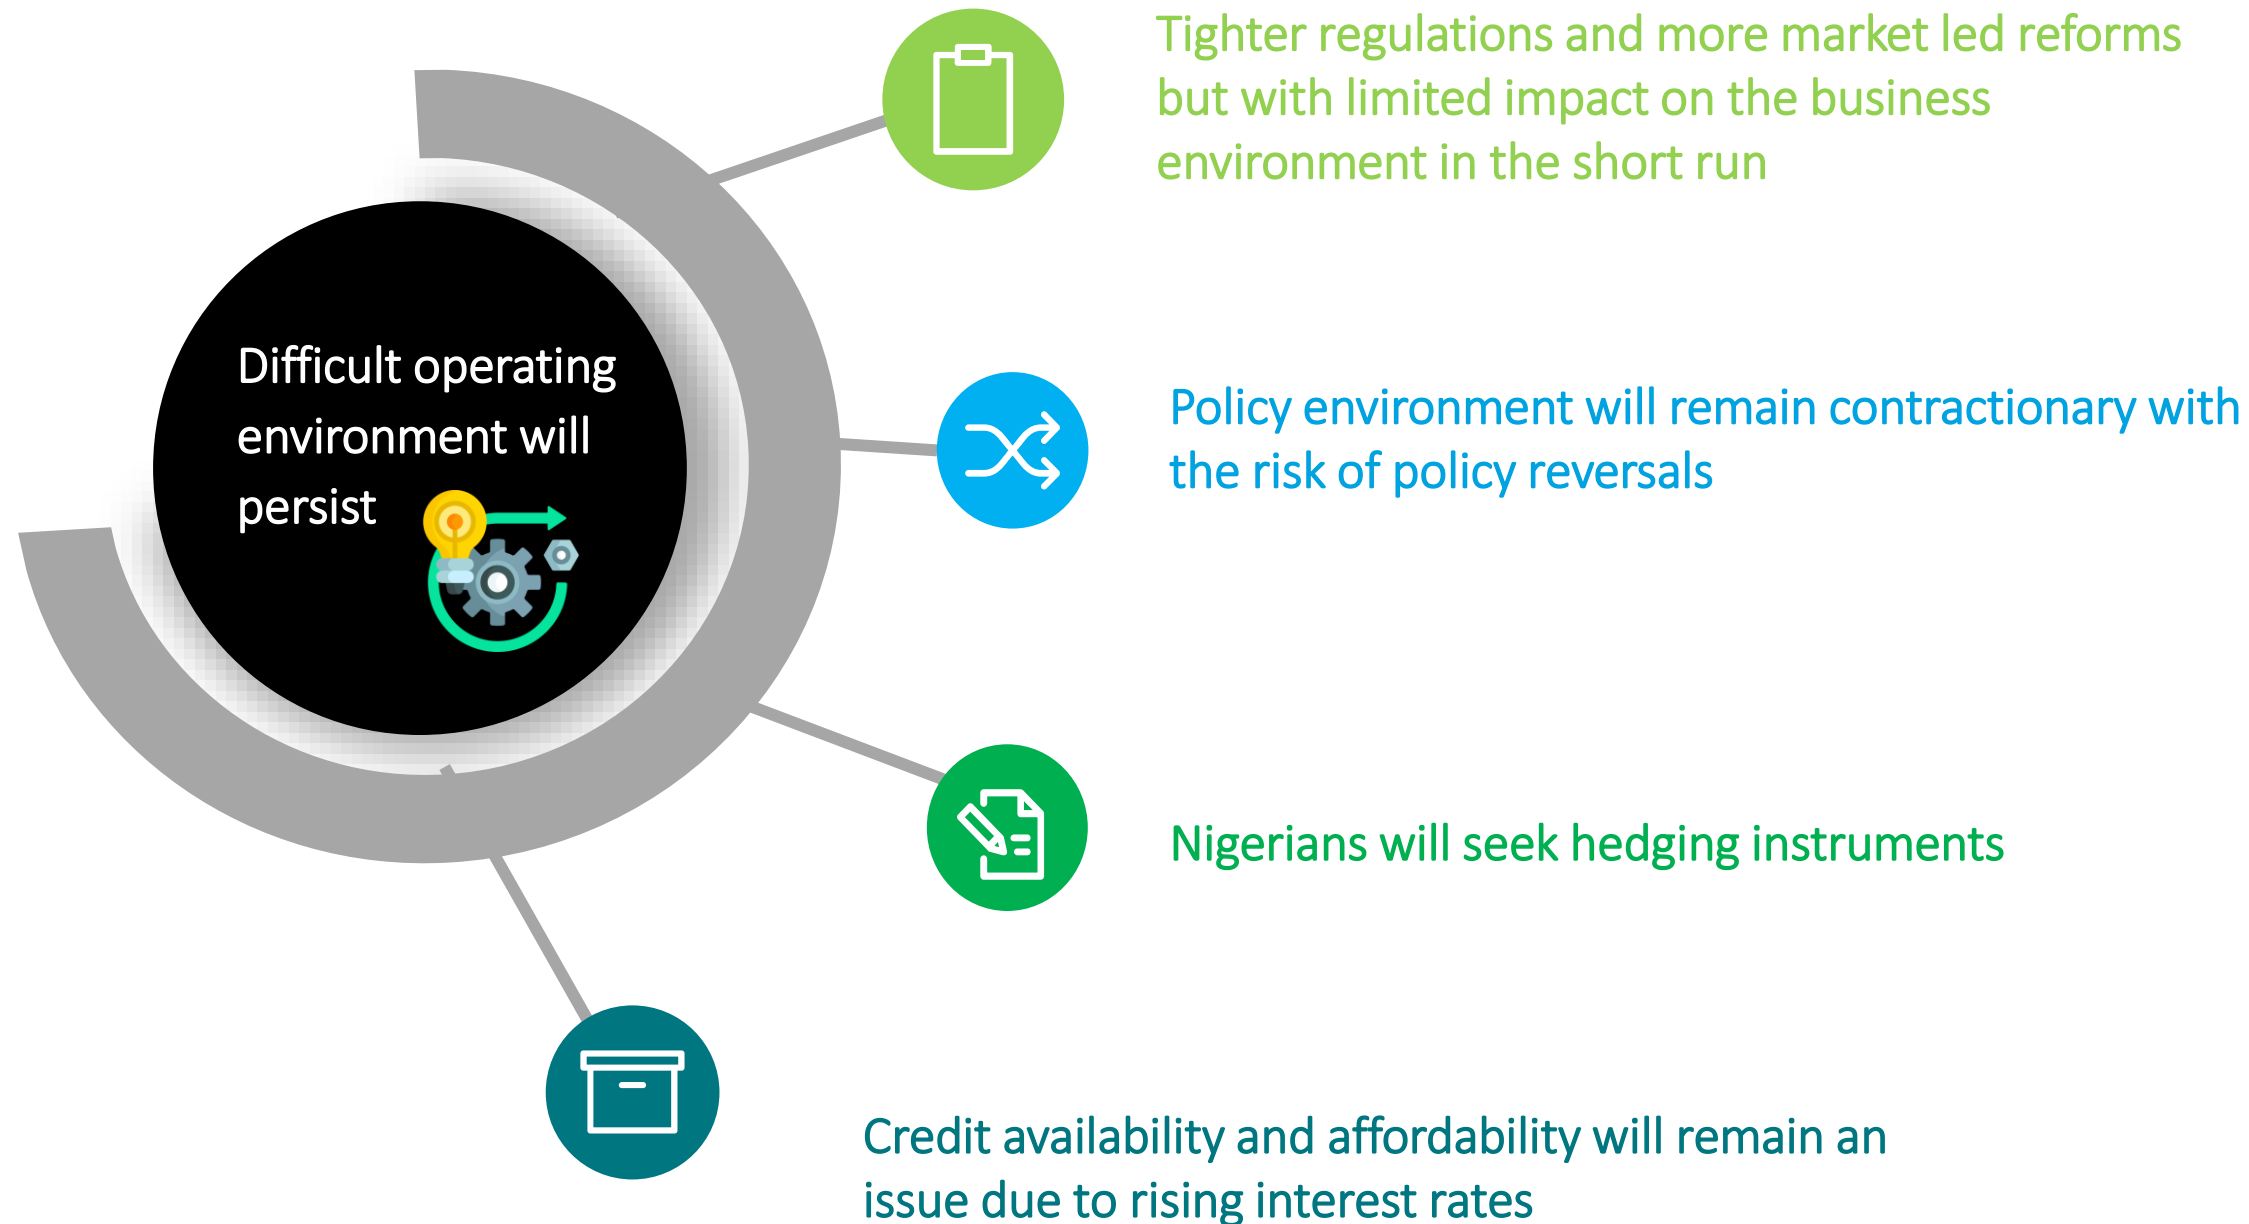 Difficult operating
environment will
persist
Tighter regulations and more market led reforms
but with limited impact on the business
environment in the short run
Policy environment will remain contractionary with
the risk of policy reversals
Nigerians will seek hedging instruments
Credit availability and affordability will remain an
issue due to rising interest rates